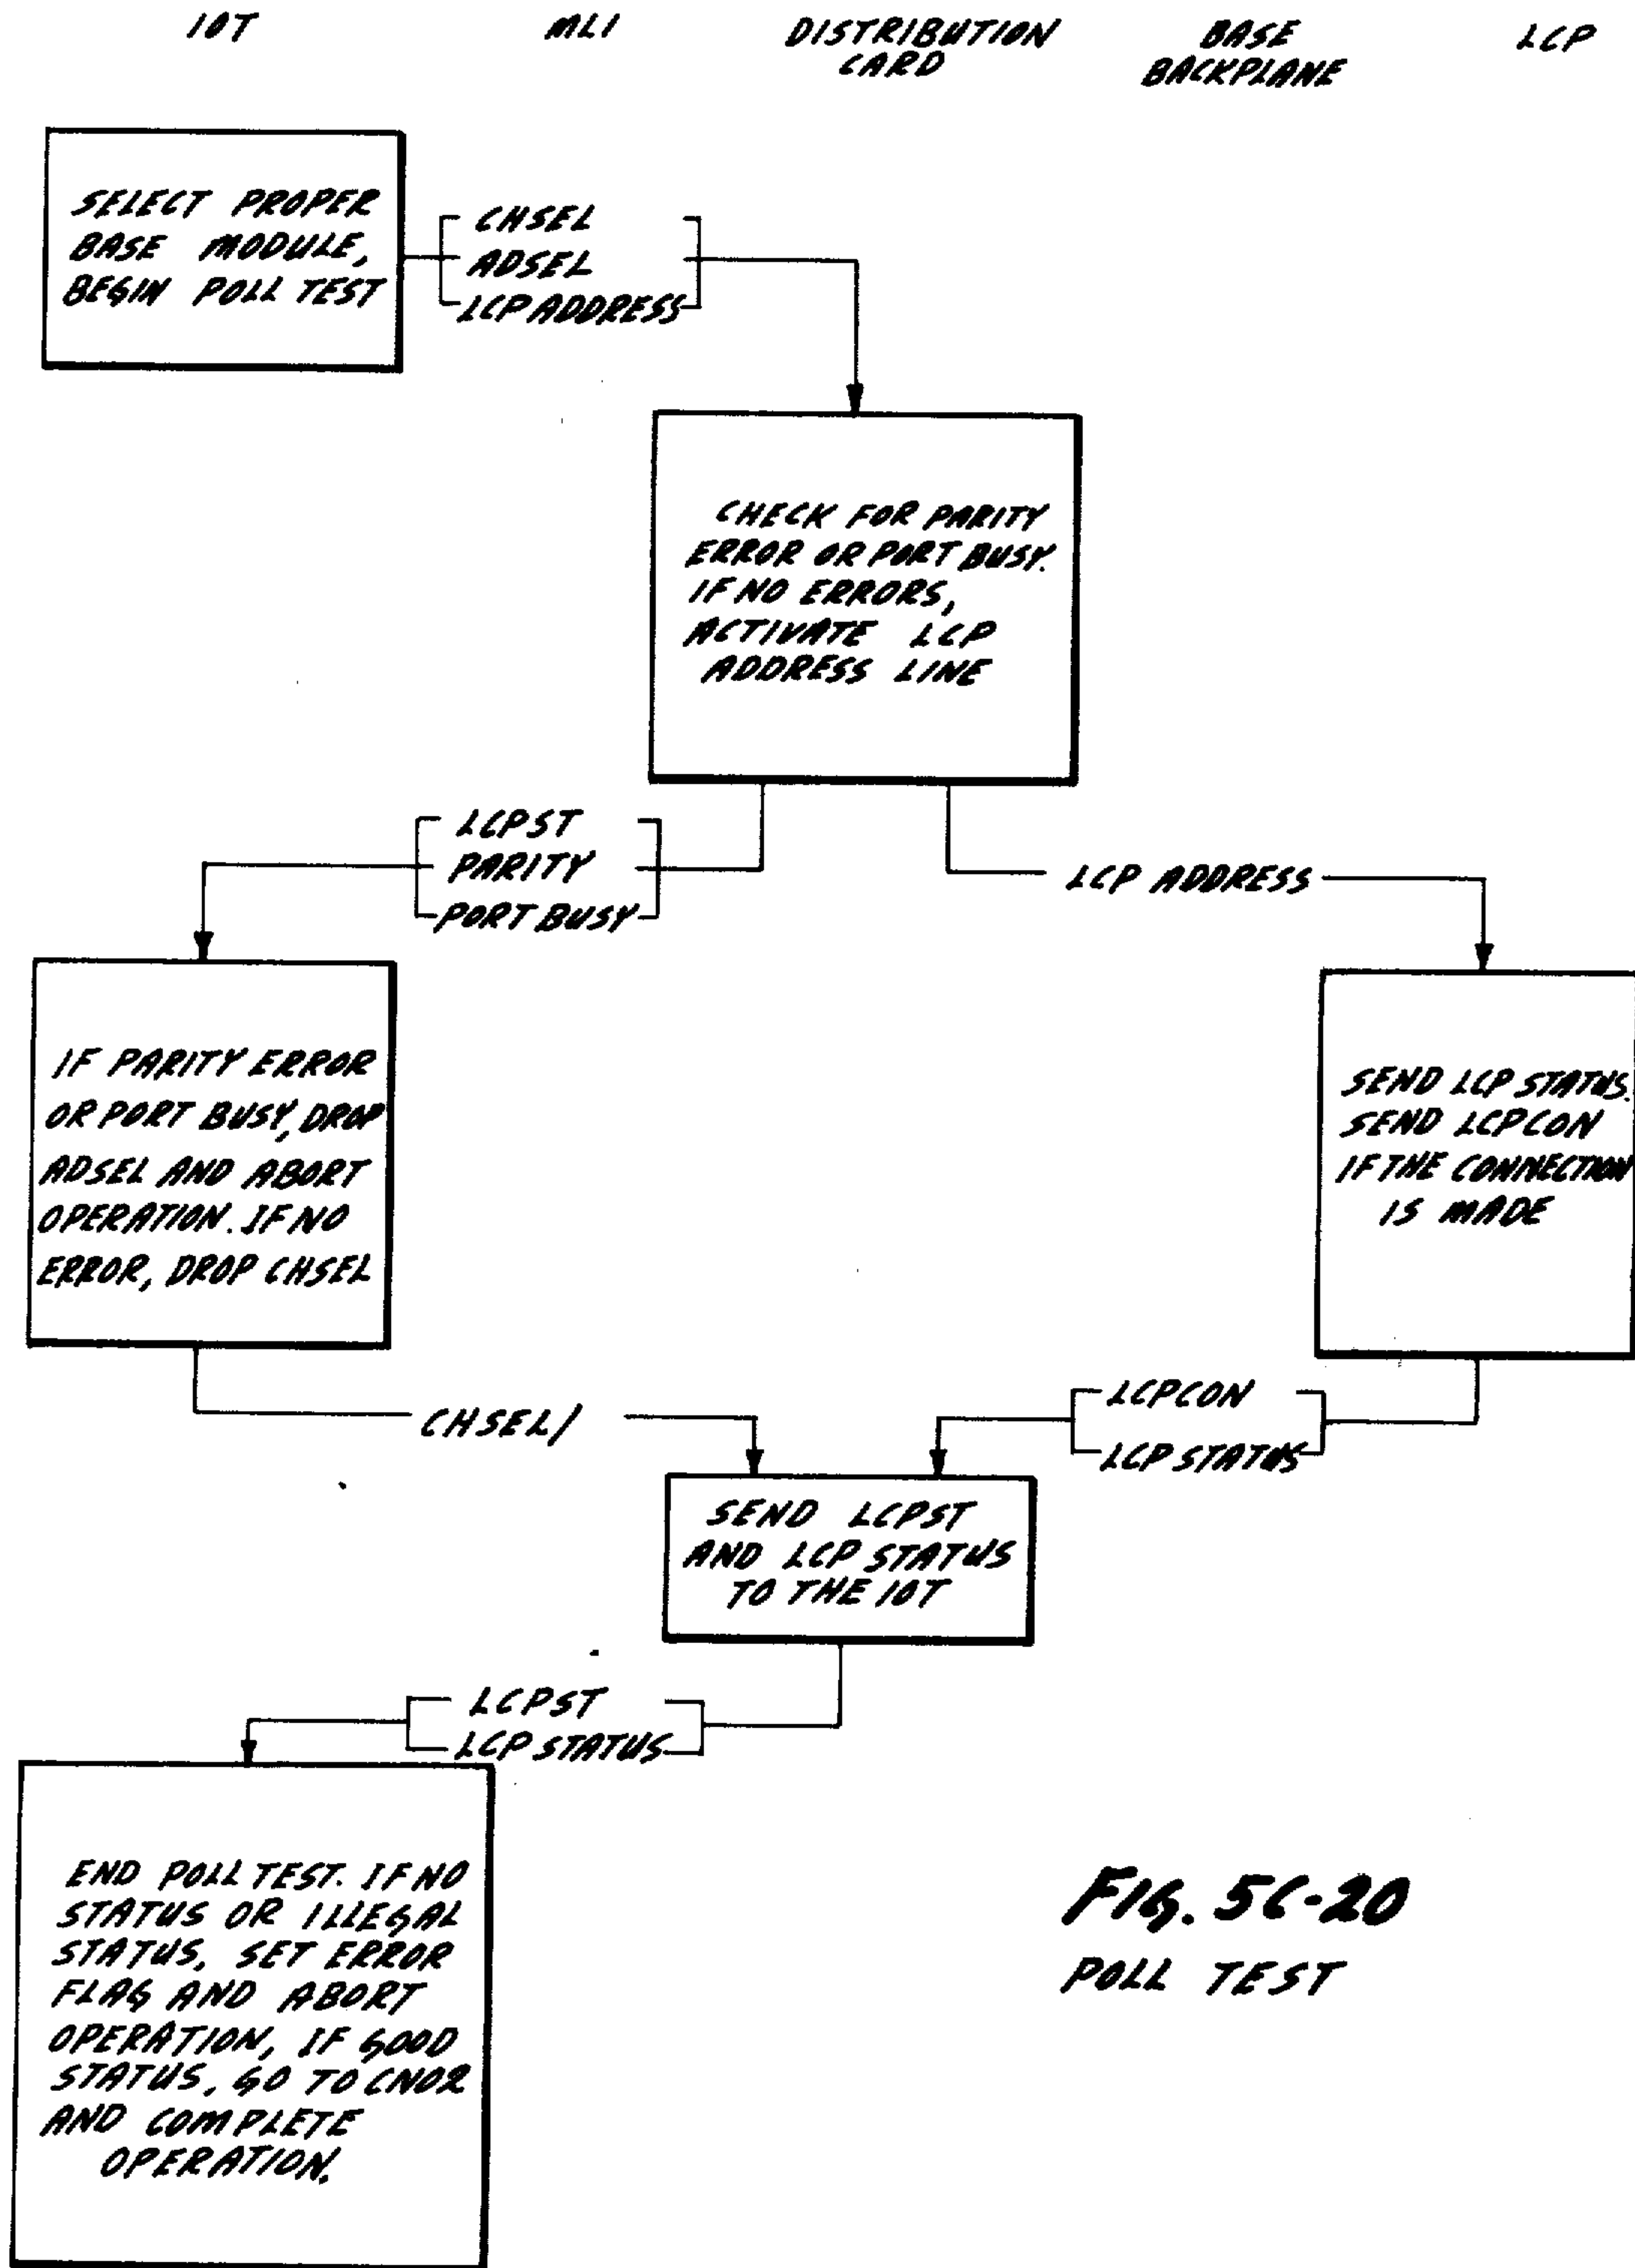 IOT
MLI
DISTRIBUTION
CARD
BASE
BACKPLANE
LCP
SELECT PROPER
BASE MODULE,
BEGIN POLL TEST
CHSEL
ADSEL
LCP ADDRESS
CHECK FOR PARITY
ERROR OR PORT BUSY.
IF NO ERRORS,
ACTIVATE LCP
ADDRESS LINE
LCPST
PARITY
PORT BUSY
LCP ADDRESS
IF PARITY ERROR
OR PORT BUSY, DROP
ADSEL AND ABORT
OPERATION. IF NO
ERROR, DROP CHSEL
SEND LCP STATUS.
SEND LCPCON
IF THE CONNECTION
IS MADE
CHSEL/
LCPCON
LCP STATUS
SEND LCPST
AND LCP STATUS
TO THE IOT
LCPST
LCP STATUS
END POLL TEST. IF NO
STATUS OR ILLEGAL
STATUS, SET ERROR
FLAG AND ABORT
OPERATION, IF GOOD
STATUS, GO TO CNO2
AND COMPLETE
OPERATION.
FIG. 5C-20
POLL TEST